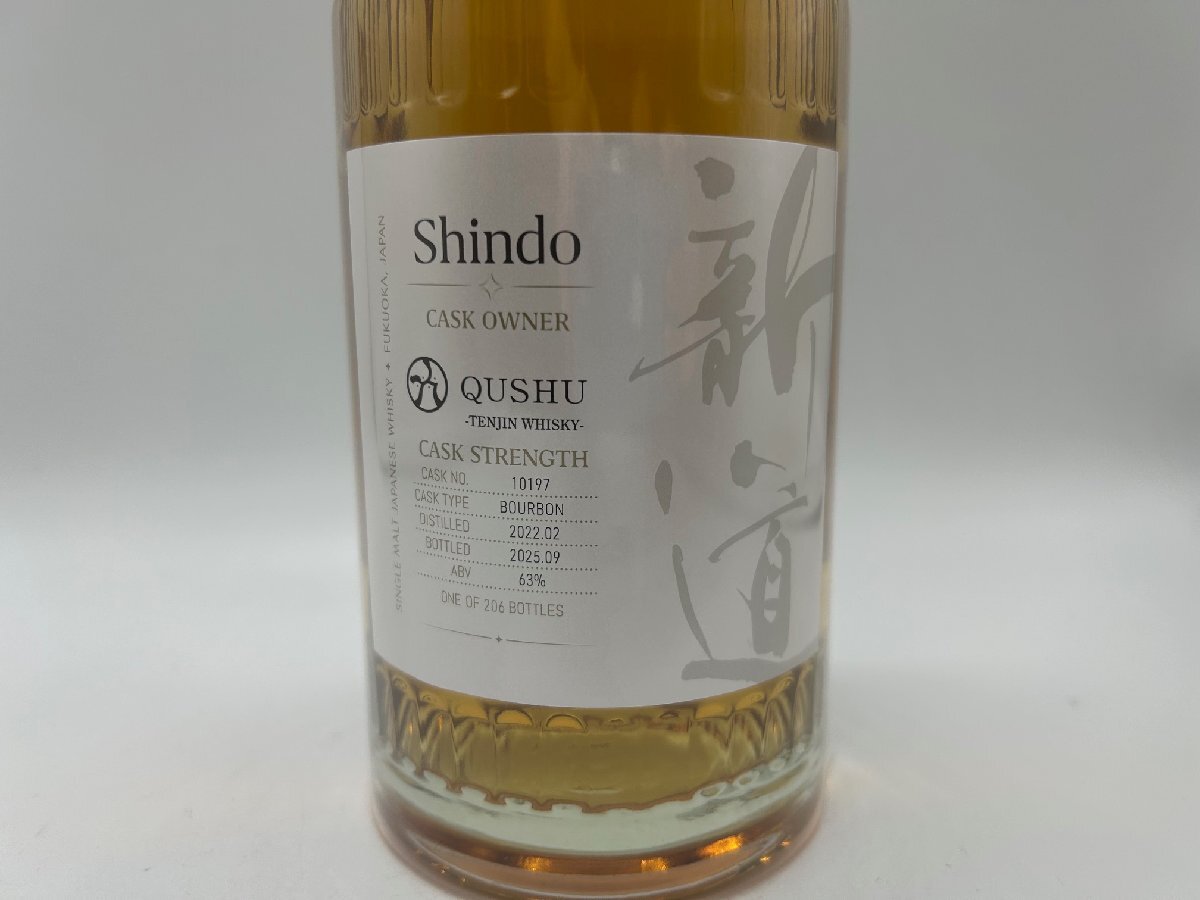 Shindo
CASK OWNER
QUSHU
-TENJIN WHISKY-
CASK STRENGTH
CASK NO. 10197
CASK TYPE BOURBON
DISTILLED 2022.02
BOTTLED 2025.09
ABV 63%
ONE OF 206 BOTTLES
SINGLE MALT JAPANESE WHISKY + FUKUOKA, JAPAN
新道